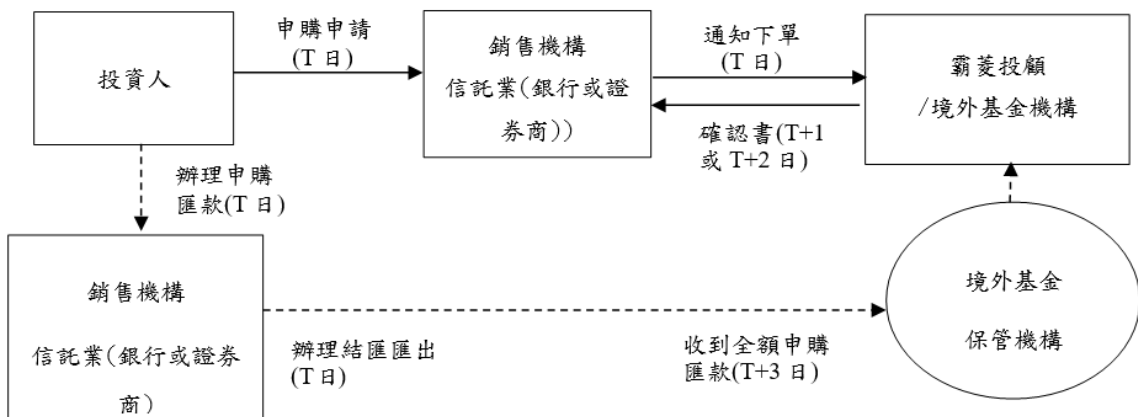 投資人
申購申請
(T 日)
銷售機構
信託業(銀行或證
券商))
通知下單
(T 日)
確認書(T+1
或 T+2 日)
霸菱投顧
/境外基金機構
辦理申購
匯款(T 日)
銷售機構
信託業(銀行或證券
商)
辦理結匯匯出
(T日)
收到全額申購
匯款(T+3 日)
境外基金
保管機構